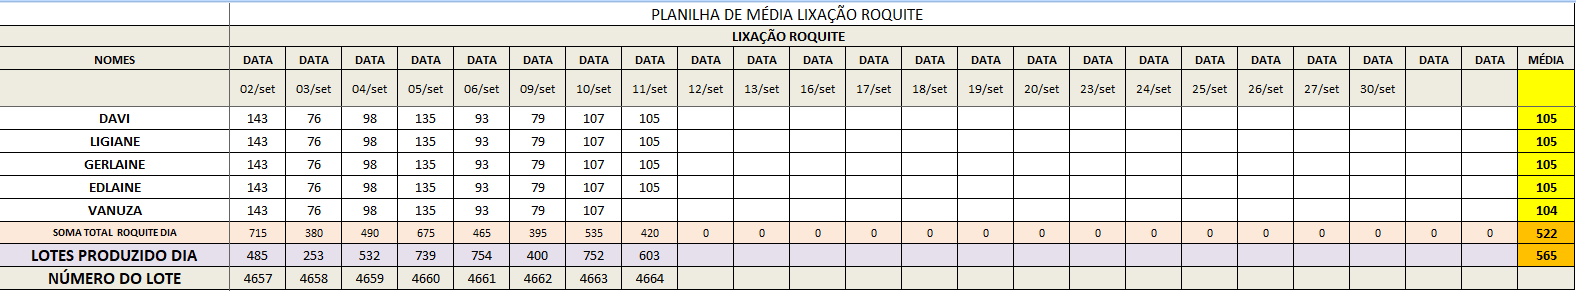 PLANILHA DE MÉDIA LIXAÇÃO ROQUITE
LIXAÇÃO ROQUITE
NOMES DATA DATA DATA DATA DATA DATA DATA DATA DATA DATA DATA DATA DATA DATA DATA DATA DATA DATA DATA DATA DATA DATA DATA MÉDIA
02/set 03/set 04/set 05/set 06/set 09/set 10/set 11/set 12/set 13/set 16/set 17/set 18/set 19/set 20/set 23/set 24/set 25/set 26/set 27/set 30/set
DAVI 143 76 98 135 93 79 107 105 105
LIGIANE 143 76 98 135 93 79 107 105 105
GERLAINE 143 76 98 135 93 79 107 105 105
EDLAINE 143 76 98 135 93 79 107 105 105
VANUZA 143 76 98 135 93 79 107 104
SOMA TOTAL ROQUITE DIA 715 380 490 675 465 395 535 420 0 0 0 0 0 0 0 0 0 0 0 0 0 0 0 522
LOTES PRODUZIDO DIA 485 253 532 739 754 400 752 603 565
NÚMERO DO LOTE 4657 4658 4659 4660 4661 4662 4663 4664